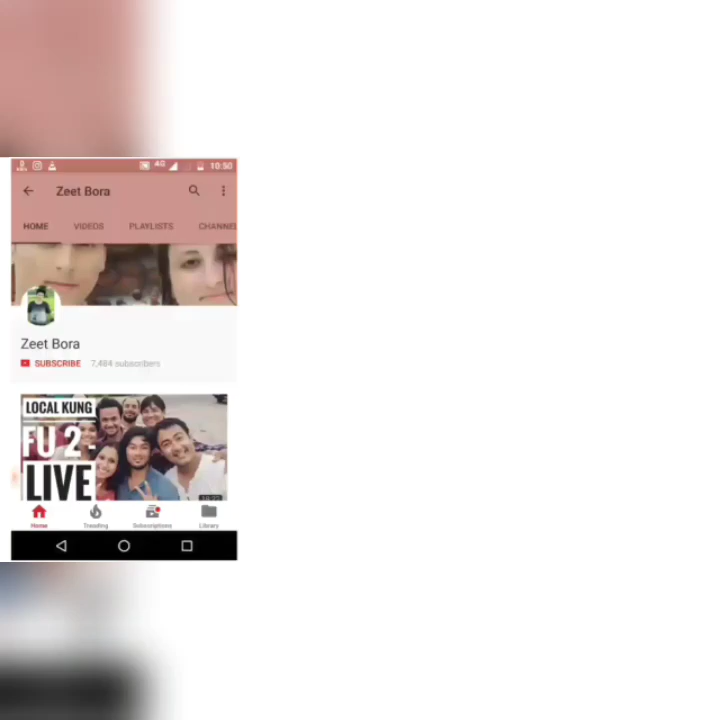 4G 10:50
Zeet Bora
HOME VIDEOS PLAYLISTS CHANNEL
Zeet Bora
SUBSCRIBE 7,484 subscribers
LOCAL KUNG
FU 2 -
LIVE
Home Trending Subscriptions Library